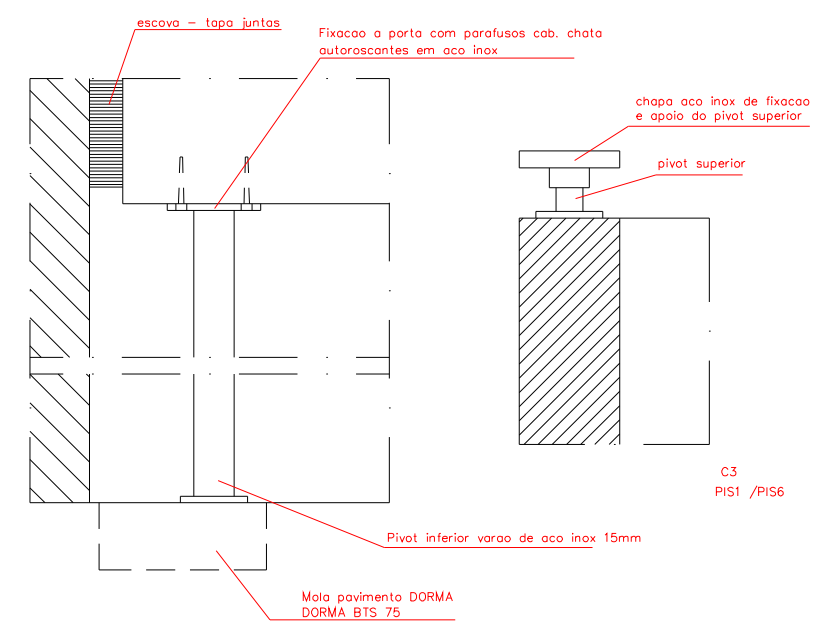 escova - tapa juntas
Fixacao a porta com parafusos cab. chata
autoroscantes em aco inox
chapa aco inox de fixacao
e apoio do pivot superior
pivot superior
C3
PIS1 /PIS6
Pivot inferior varao de aco inox 15mm
Mola pavimento DORMA
DORMA BTS 75